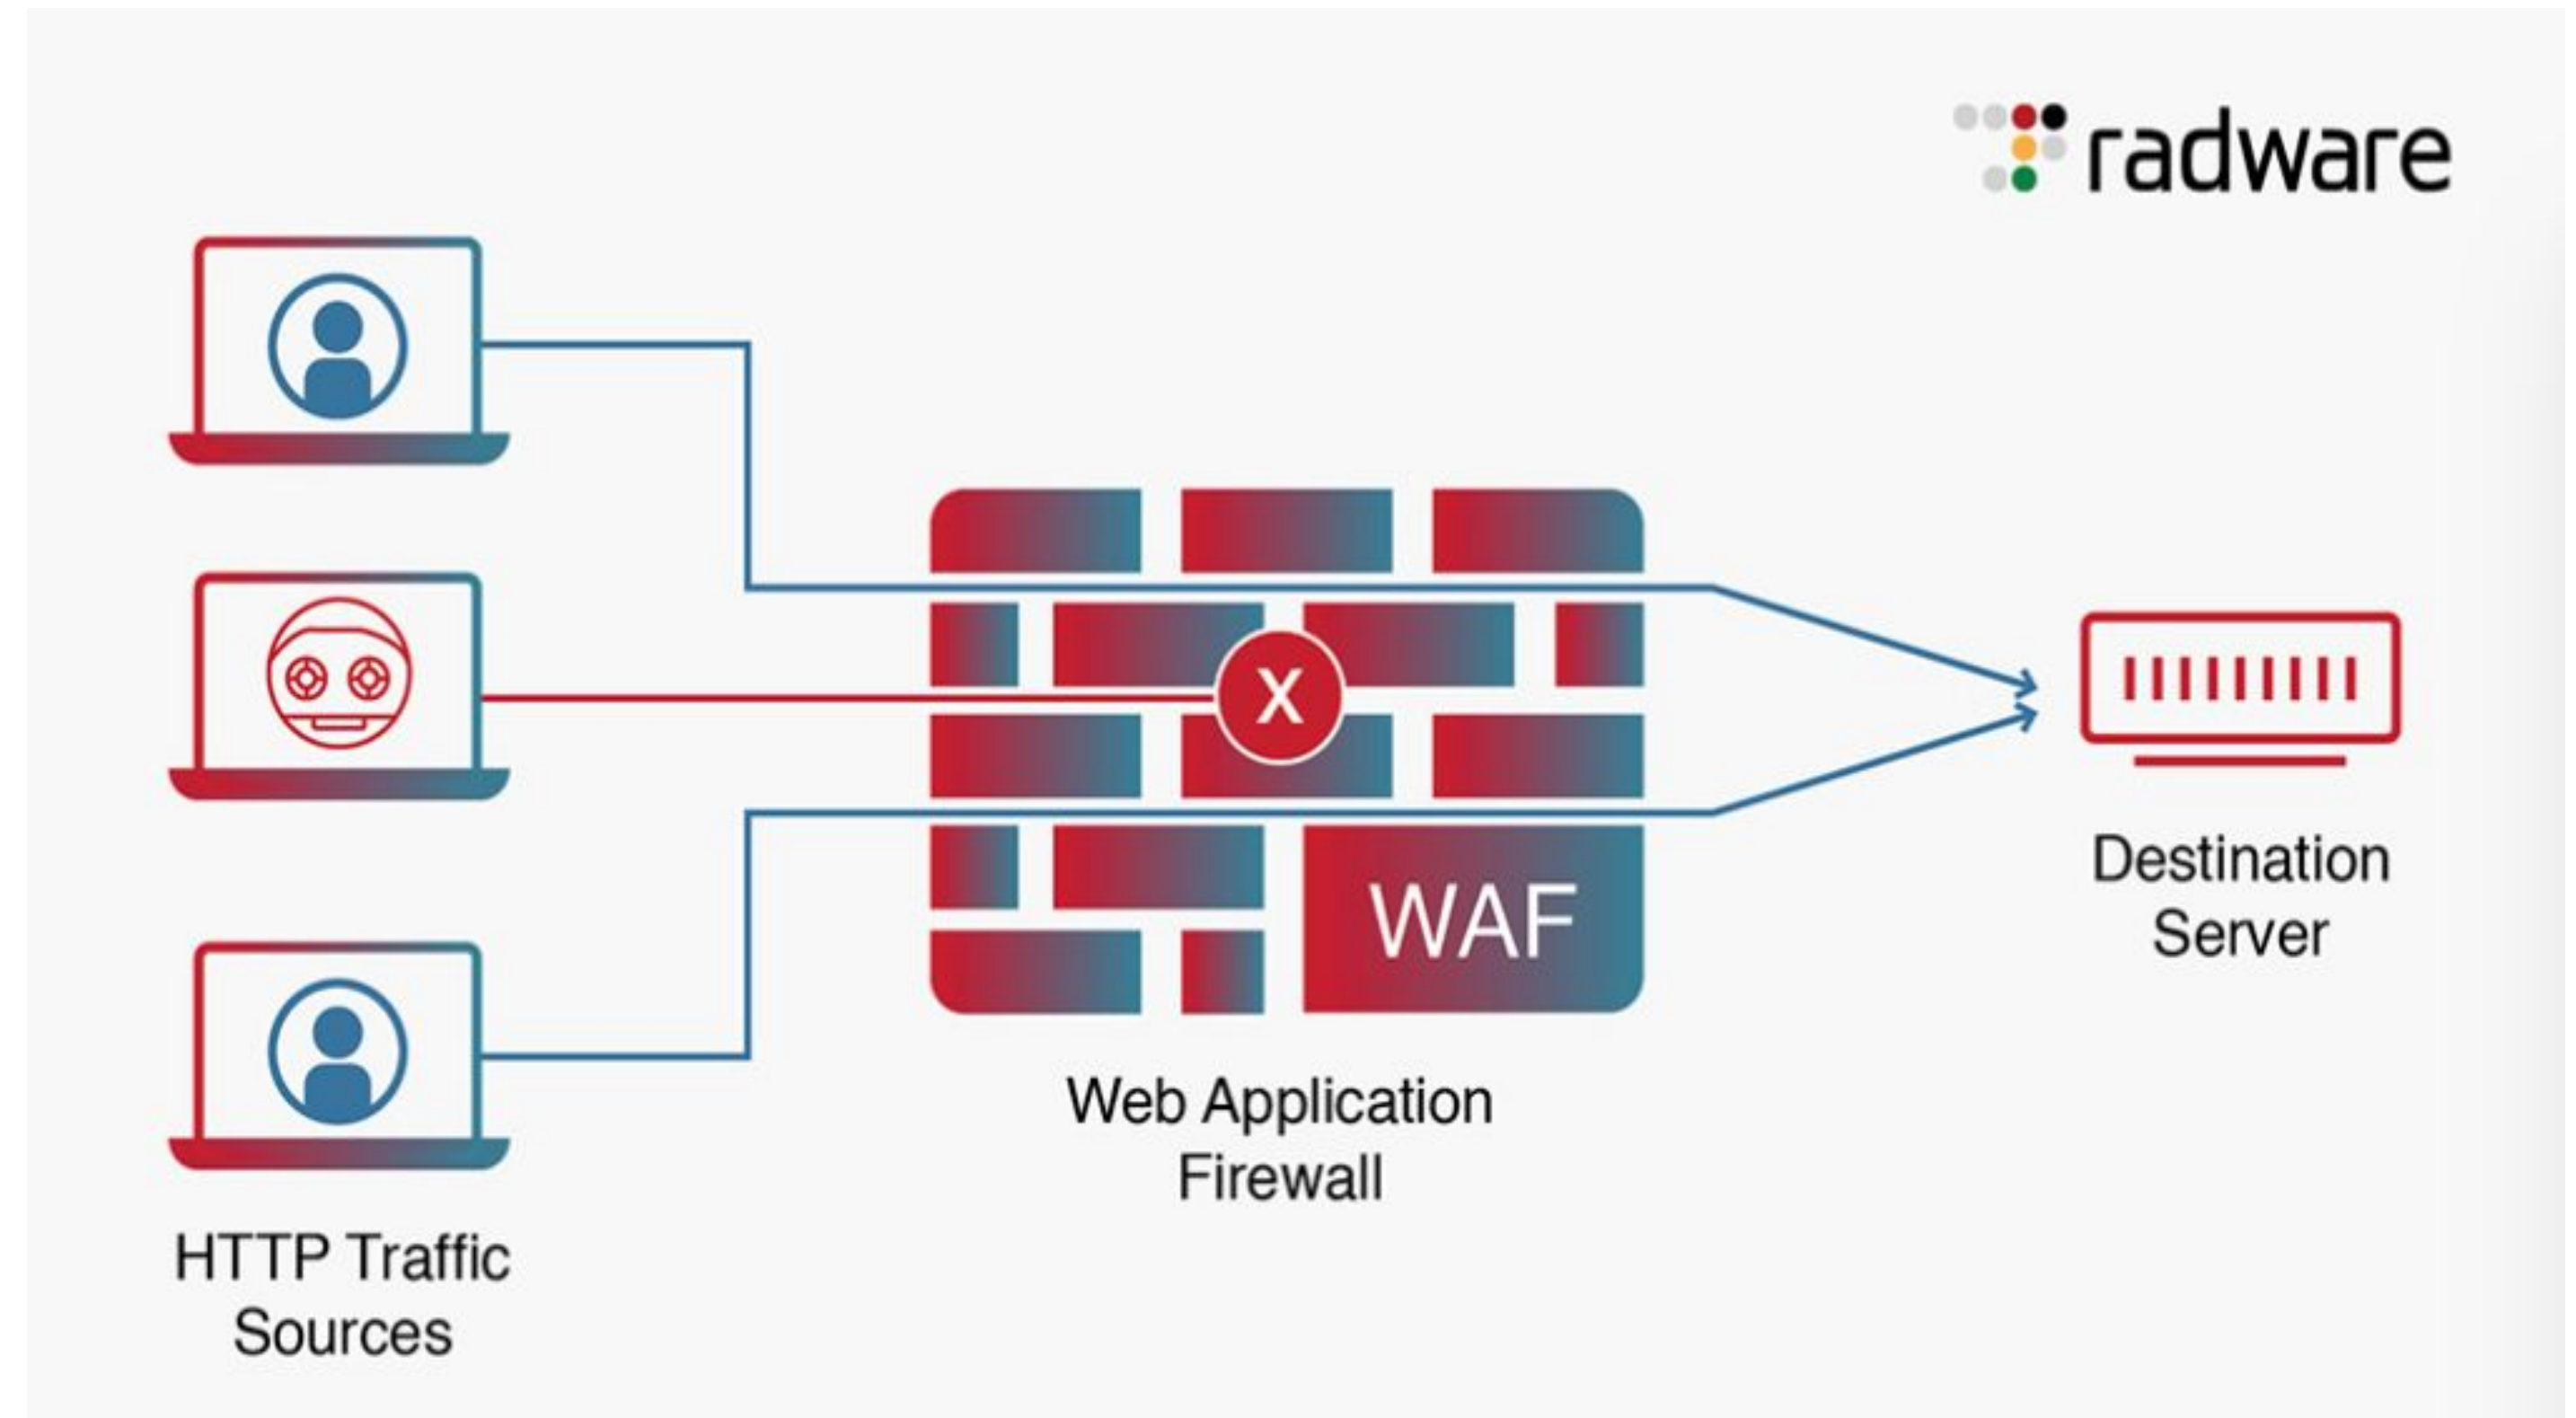 radware
X
WAF
Web Application
Firewall
Destination
Server
HTTP Traffic
Sources